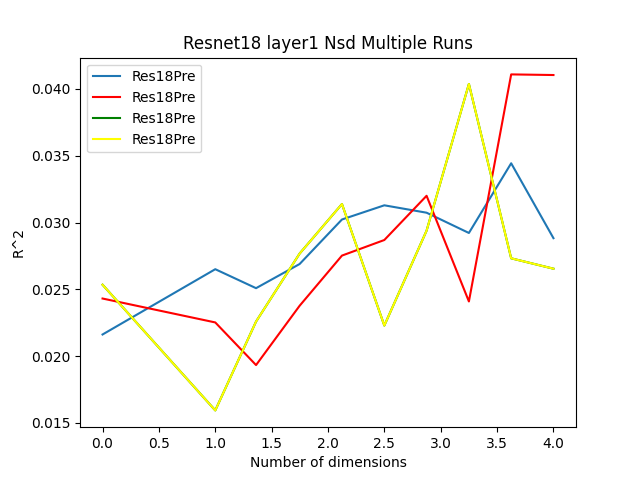 Resnet18 layer1 Nsd Multiple Runs
Res18Pre
Res18Pre
Res18Pre
Res18Pre
0.040
0.035
0.030
0.025
0.020
0.015
R^2
0.0 0.5 1.0 1.5 2.0 2.5 3.0 3.5 4.0
Number of dimensions